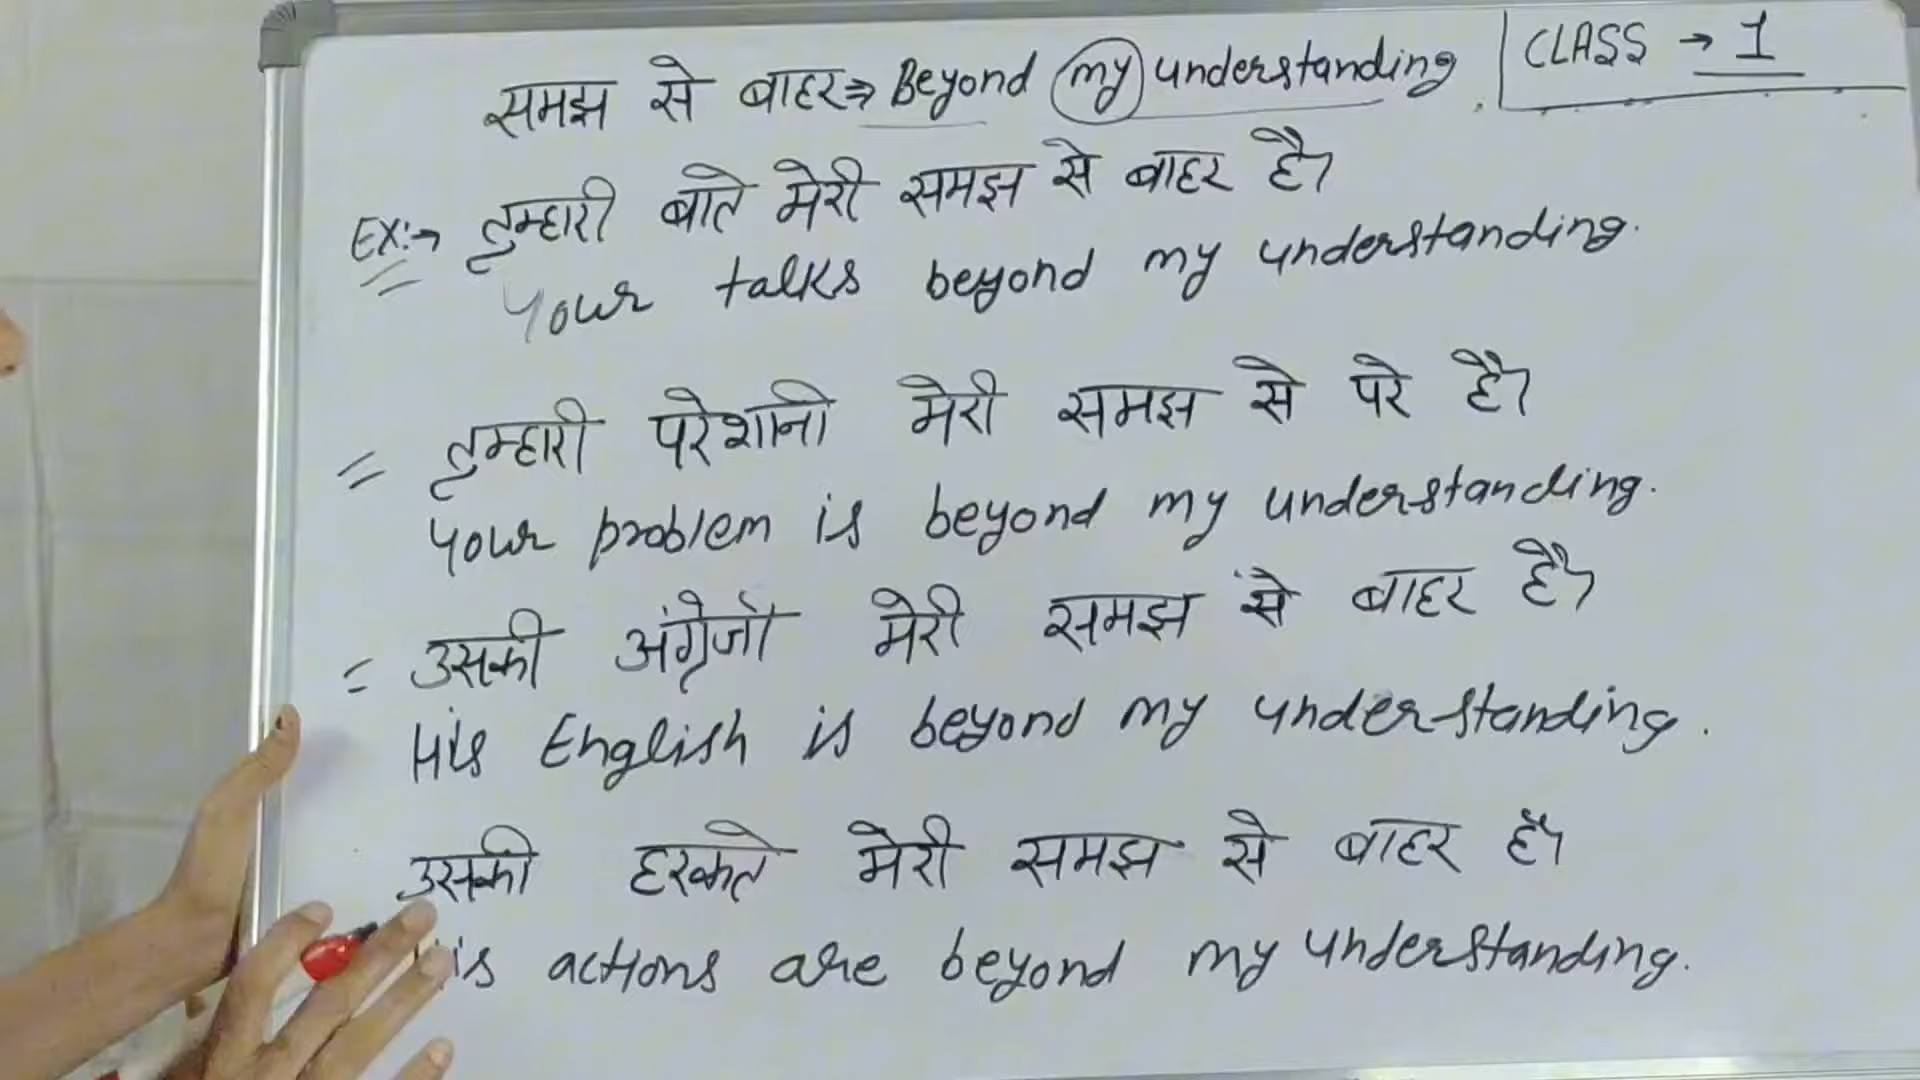 समझ से बाहर⇒ Beyond my understanding
CLASS → 1
EX:→ तुम्हारी बाते मेरी समझ से बाहर है।
Your talks beyond my understanding.
= तुम्हारी परेशानी मेरी समझ से परे है।
Your problem is beyond my understanding.
= उसकी अंग्रेजी मेरी समझ से बाहर है।
His English is beyond my understanding.
उसकी हरकते मेरी समझ से बाहर है।
is actions are beyond my understanding.